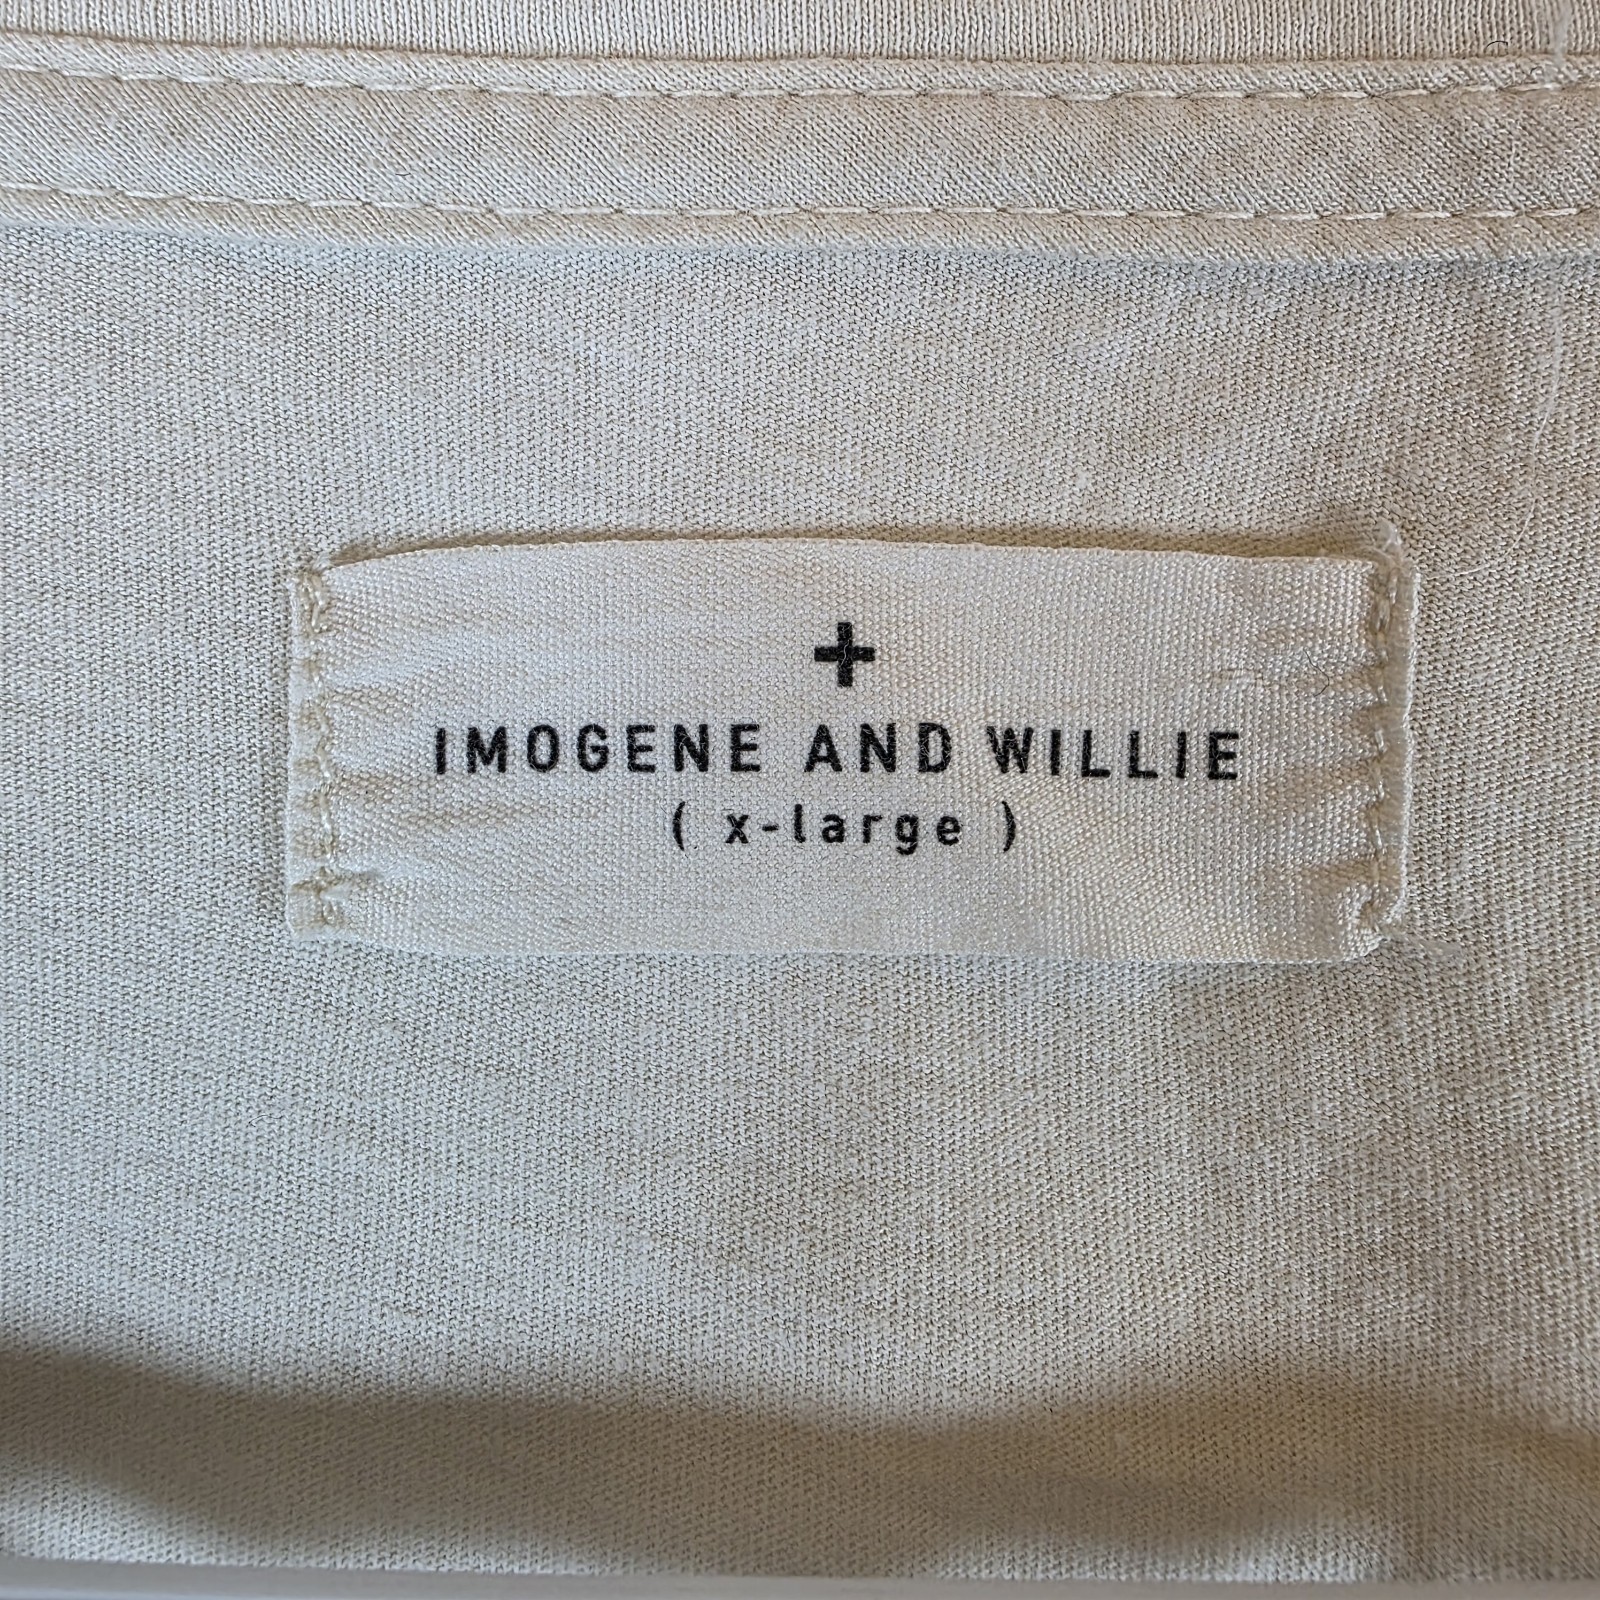 +
IMOGENE AND WILLIE
( x-large )